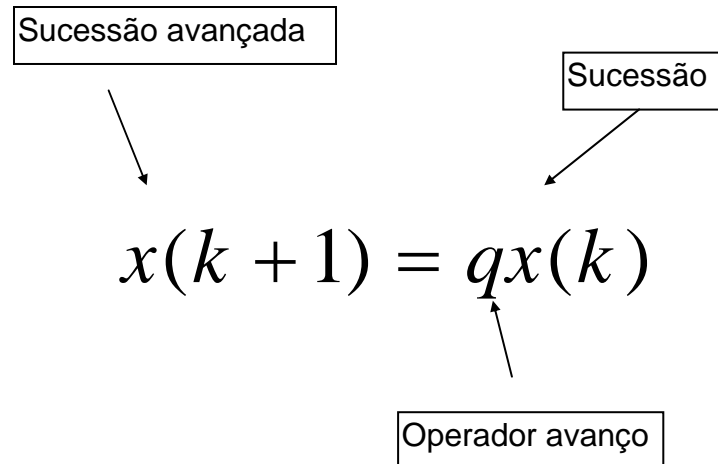 Sucessão avançada
Sucessão
x(k + 1) = qx(k)
Operador avanço